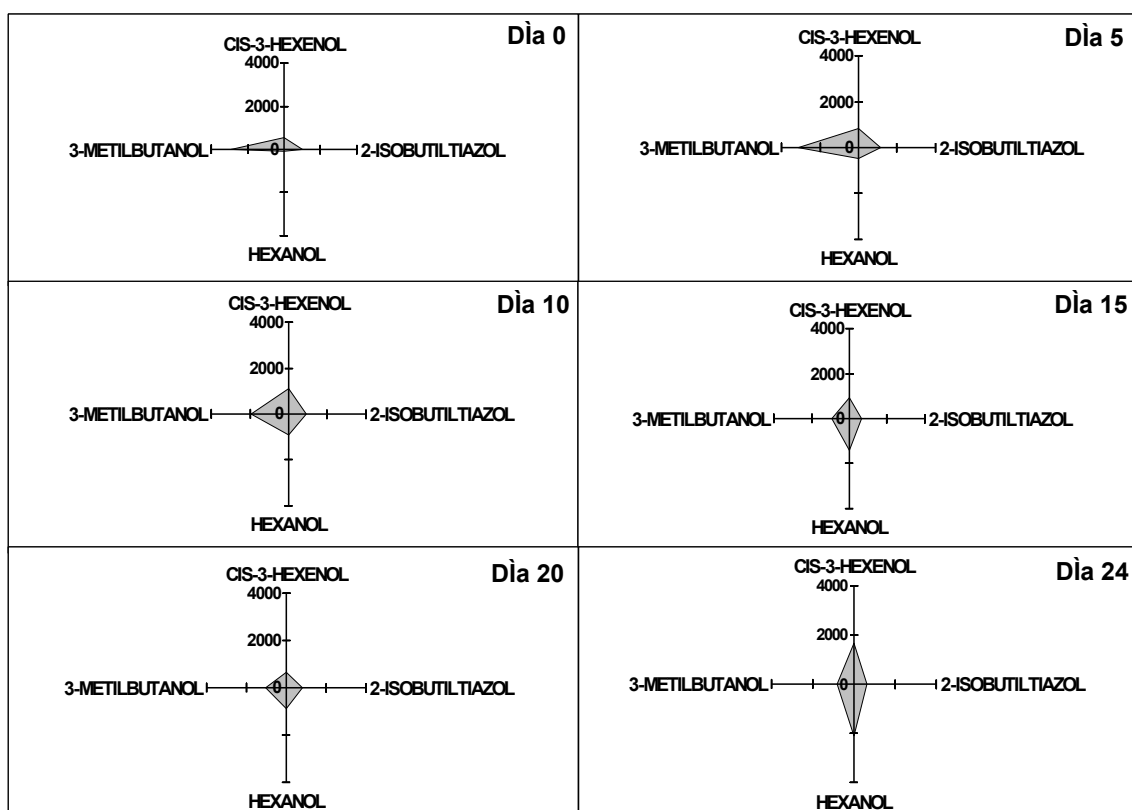 DÌa 0
CIS-3-HEXENOL
4000
2000
3-METILBUTANOL 0 2-ISOBUTILTIAZOL
HEXANOL
DÌa 5
CIS-3-HEXENOL
4000
2000
3-METILBUTANOL 0 2-ISOBUTILTIAZOL
HEXANOL
DÌa 10
CIS-3-HEXENOL
4000
2000
3-METILBUTANOL 0 2-ISOBUTILTIAZOL
HEXANOL
DÌa 15
CIS-3-HEXENOL
4000
2000
3-METILBUTANOL 0 2-ISOBUTILTIAZOL
HEXANOL
DÌa 20
CIS-3-HEXENOL
4000
2000
3-METILBUTANOL 0 2-ISOBUTILTIAZOL
HEXANOL
DÌa 24
CIS-3-HEXENOL
4000
2000
3-METILBUTANOL 0 2-ISOBUTILTIAZOL
HEXANOL